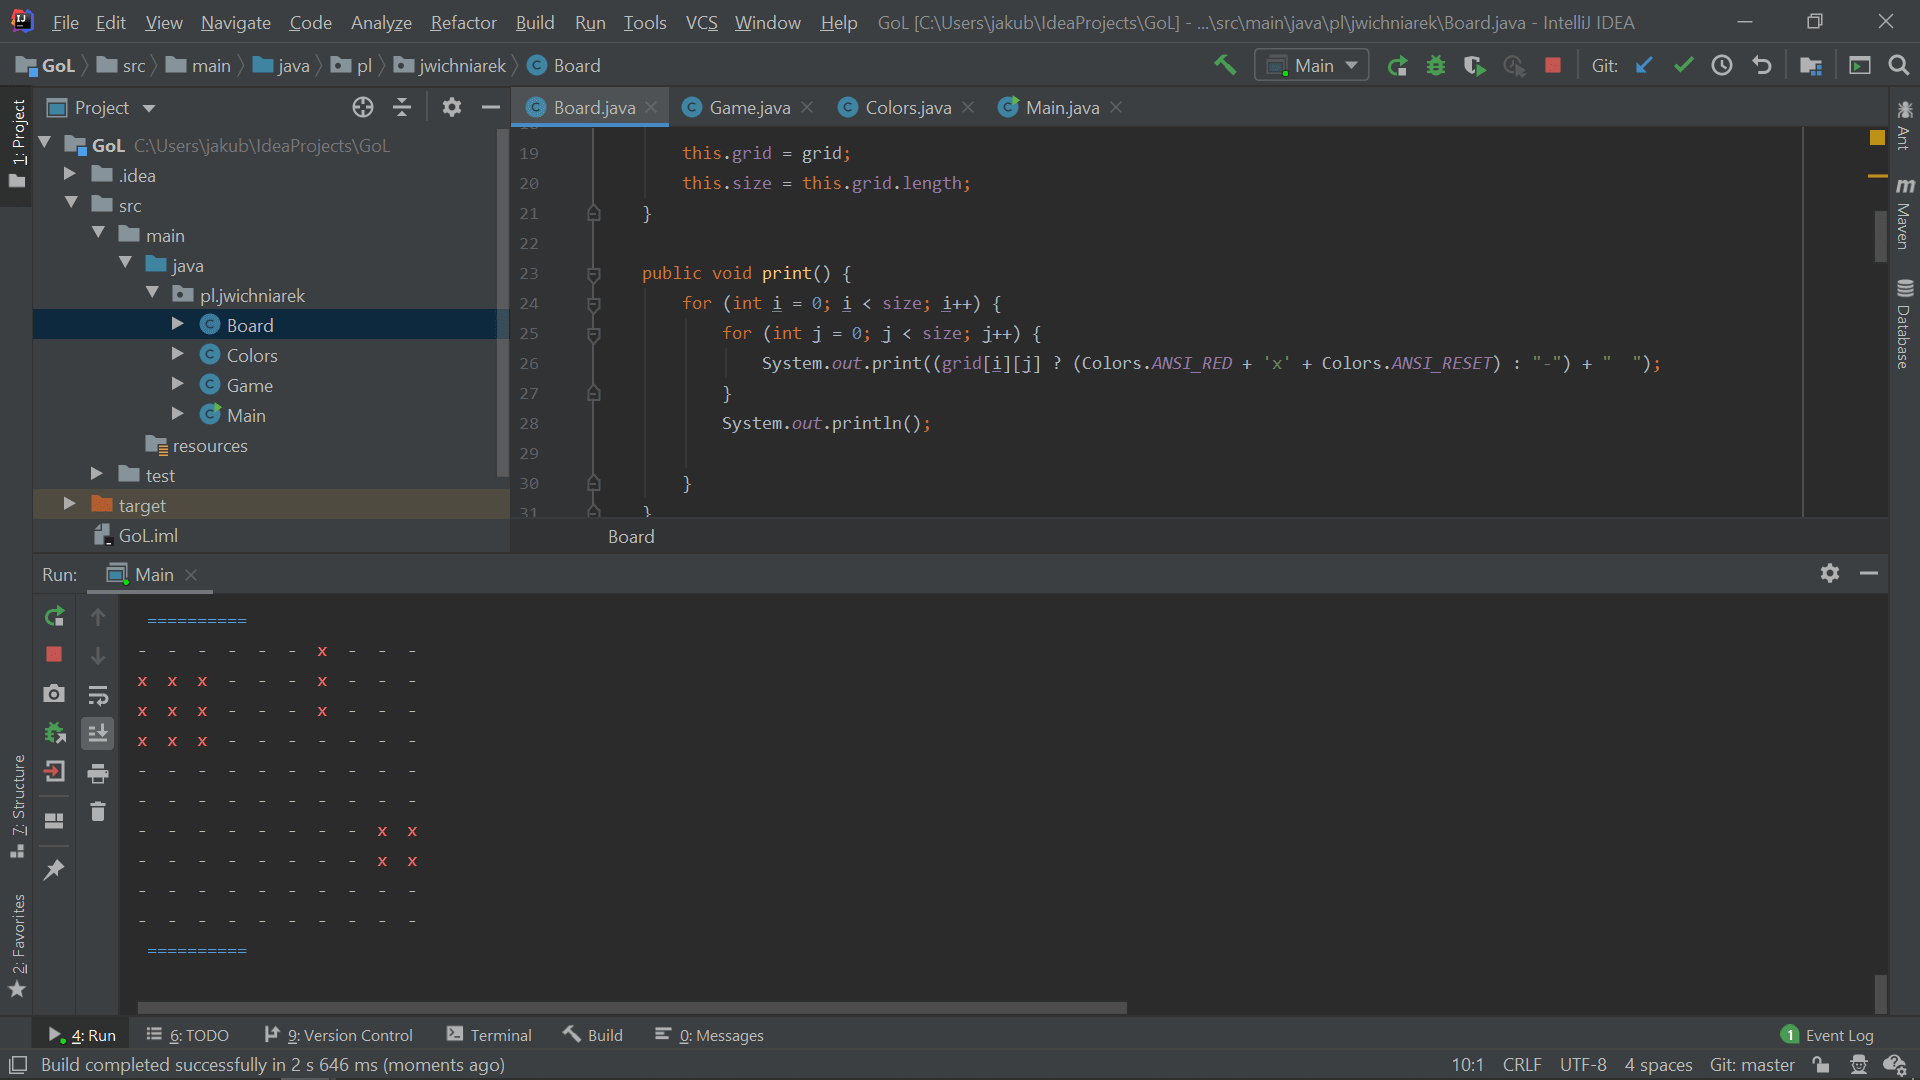 File Edit View Navigate Code Analyze Refactor Build Run Tools VCS Window Help GoL [C:\Users\jakub\IdeaProjects\GoL] - ...\src\main\java\pl\jwichniarek\Board.java - IntelliJ IDEA
GoL src main java pl jwichniarek Board Main Git:
1: Project
Project
Board.java Game.java Colors.java Main.java
GoL C:\Users\jakub\IdeaProjects\GoL
.idea
src
main
java
pl.jwichniarek
Board
Colors
Game
Main
resources
test
target
GoL.iml
19 this.grid = grid;
20 this.size = this.grid.length;
21 }
22
23 public void print() {
24 for (int i = 0; i < size; i++) {
25 for (int j = 0; j < size; j++) {
26 System.out.print((grid[i][j] ? (Colors.ANSI_RED + 'x' + Colors.ANSI_RESET) : "-") + "  ");
27 }
28 System.out.println();
29
30 }
31 }
Board
Ant
Maven
Database
Run: Main
==========
- - - - - - x - - -
x x x - - - x - - -
x x x - - - x - - -
x x x - - - - - - -
- - - - - - - - - -
- - - - - - - - - -
- - - - - - - - x x
- - - - - - - - x x
- - - - - - - - - -
- - - - - - - - - -
==========
7: Structure
2: Favorites
4: Run 6: TODO 9: Version Control Terminal Build 0: Messages 1 Event Log
Build completed successfully in 2 s 646 ms (moments ago) 10:1 CRLF UTF-8 4 spaces Git: master